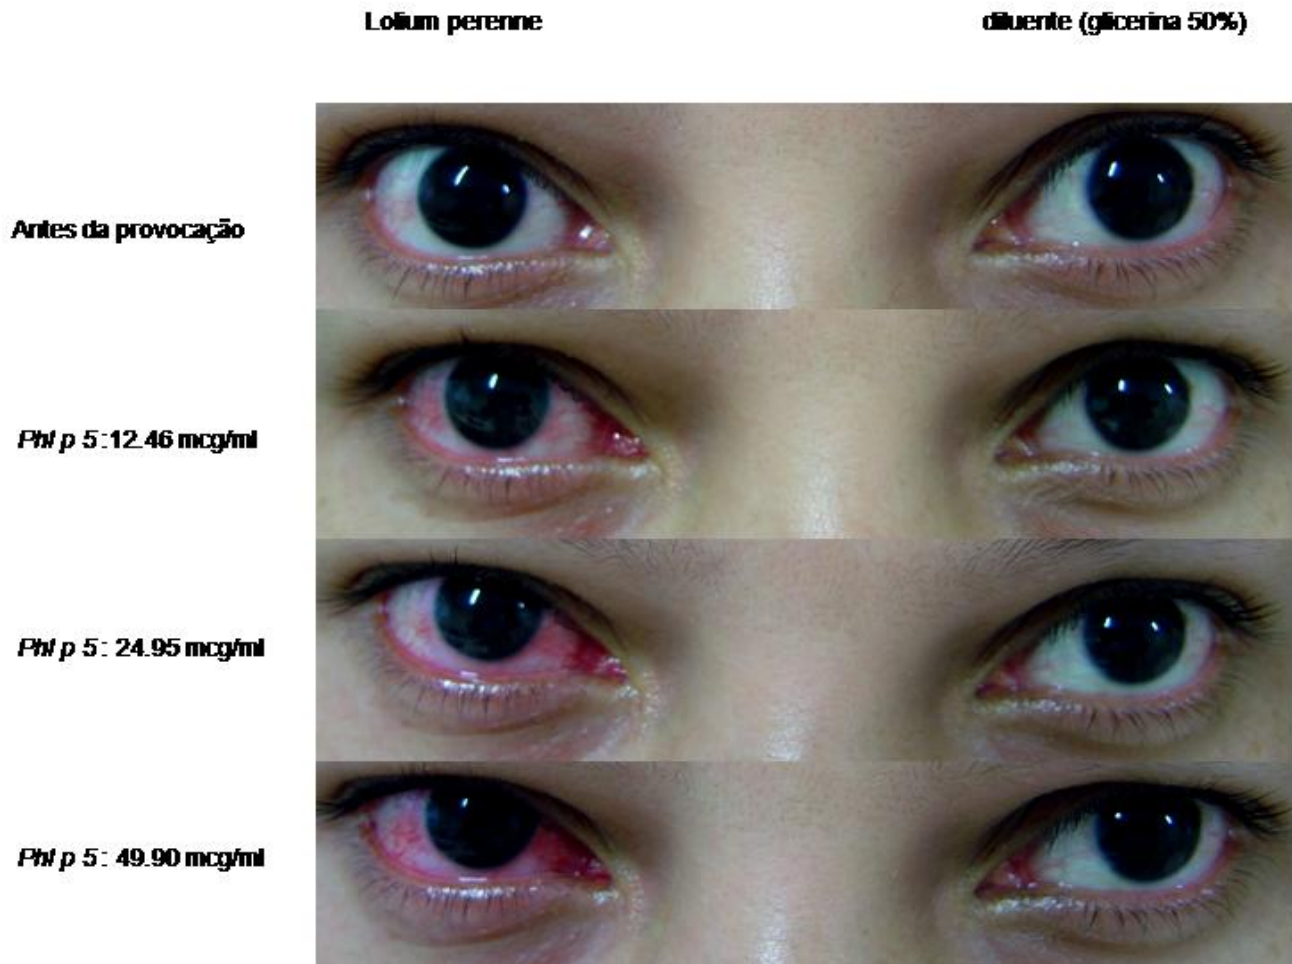 Lolium perenne
diluente (glicerina 50%)
Antes da provocação
Phl p 5 :12.46 mcg/ml
Phl p 5 : 24.95 mcg/ml
Phl p 5 : 49.90 mcg/ml